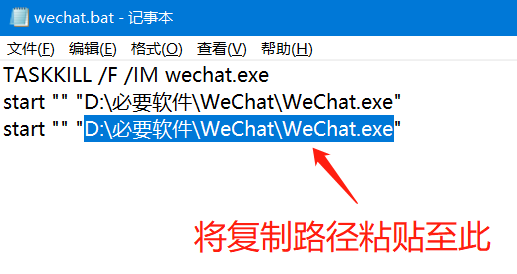 wechat.bat - 记事本
文件(F) 编辑(E) 格式(O) 查看(V) 帮助(H)
TASKKILL /F /IM wechat.exe
start "" "D:\必要软件\WeChat\WeChat.exe"
start "" "D:\必要软件\WeChat\WeChat.exe"
将复制路径粘贴至此